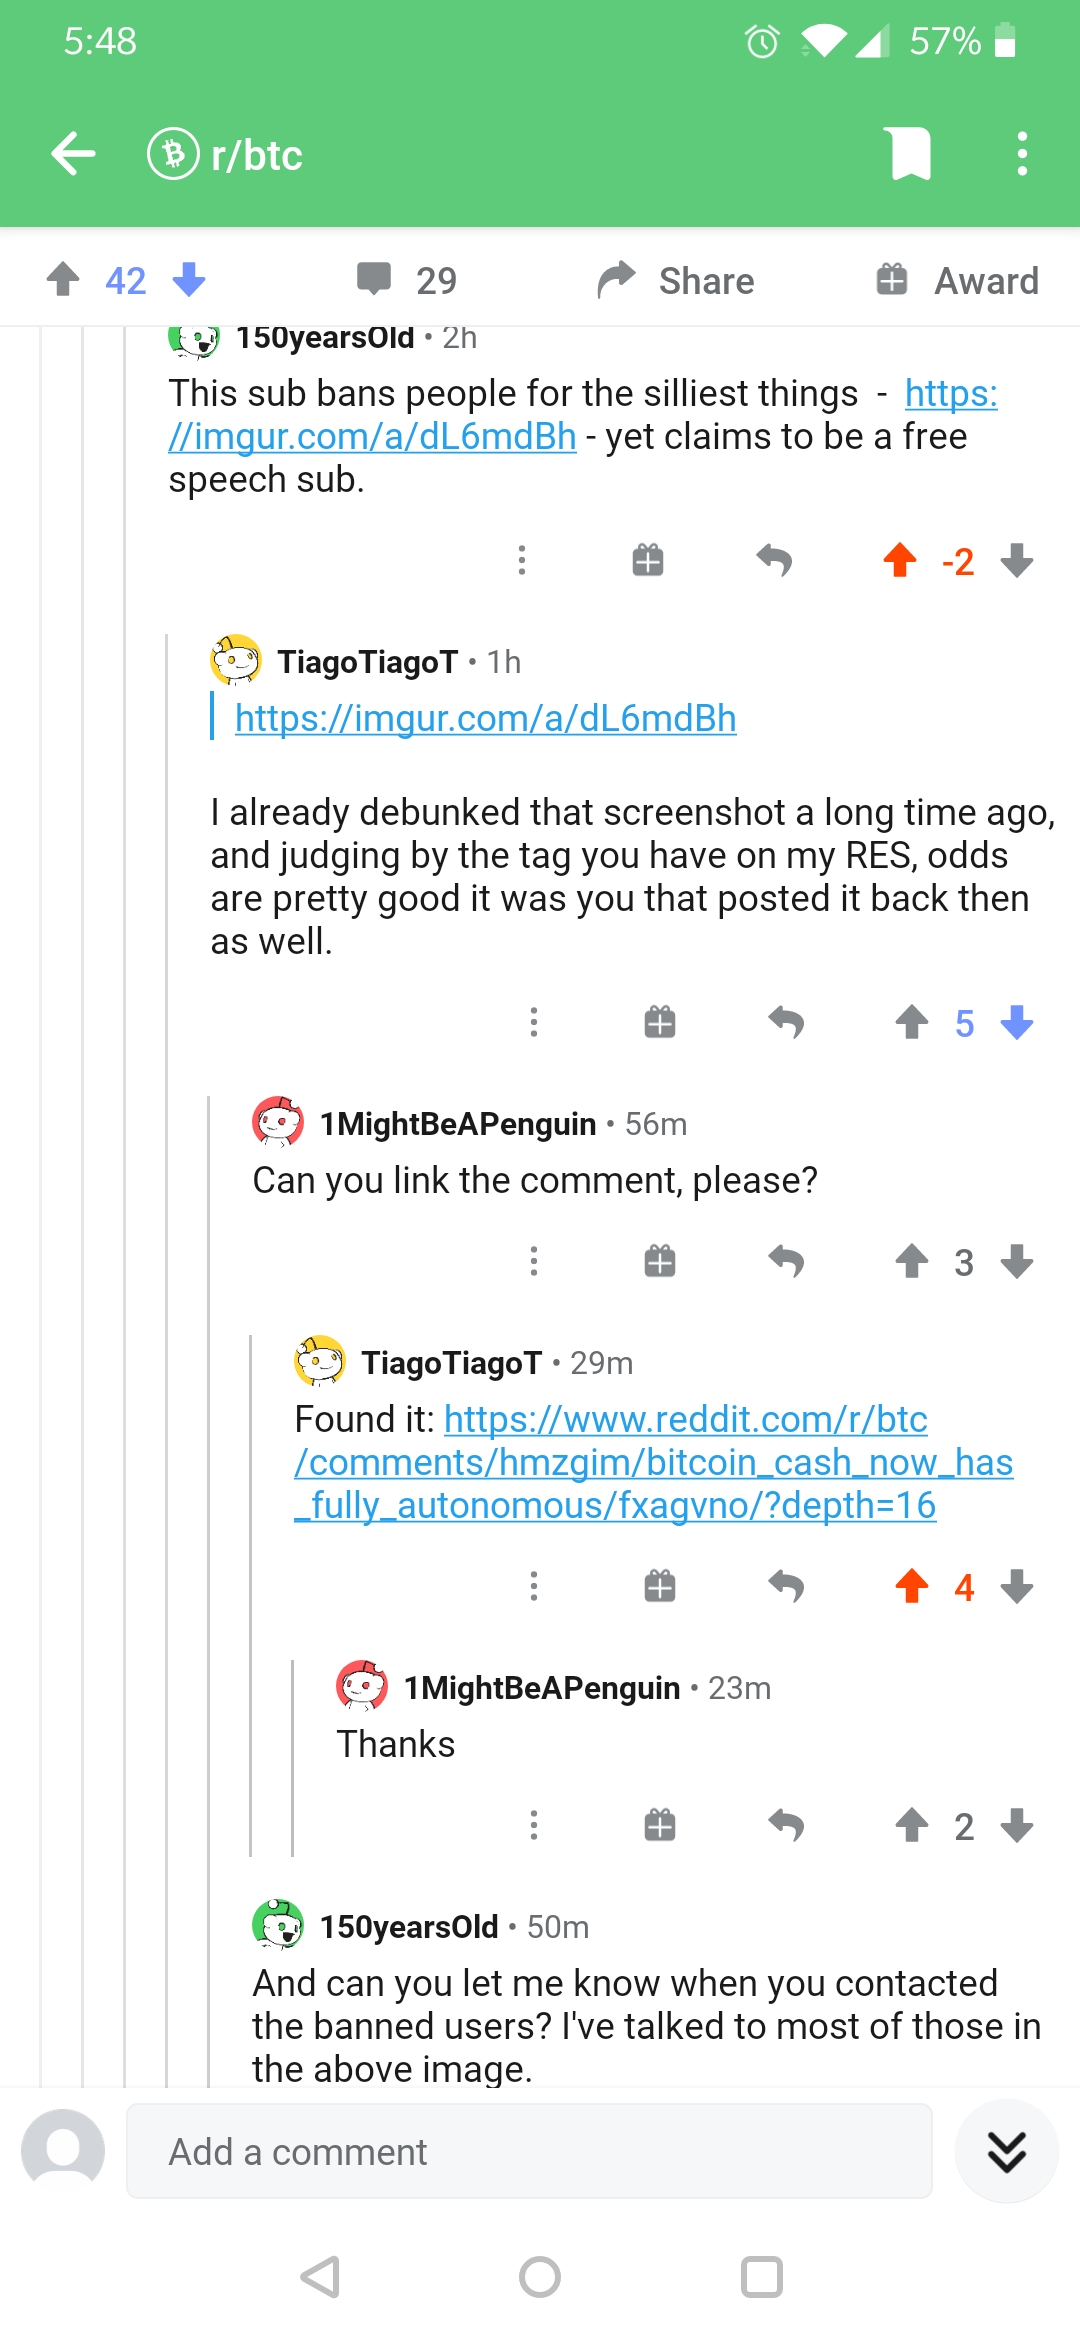 5:48
57%
r/btc
42
29
Share
Award
150yearsOld • 2h
This sub bans people for the silliest things - https:
//imgur.com/a/dL6mdBh - yet claims to be a free
speech sub.
-2
TiagoTiagoT • 1h
https://imgur.com/a/dL6mdBh
I already debunked that screenshot a long time ago,
and judging by the tag you have on my RES, odds
are pretty good it was you that posted it back then
as well.
5
1MightBeAPenguin • 56m
Can you link the comment, please?
3
TiagoTiagoT • 29m
Found it: https://www.reddit.com/r/btc
/comments/hmzgim/bitcoin_cash_now_has
_fully_autonomous/fxagvno/?depth=16
4
1MightBeAPenguin • 23m
Thanks
2
150yearsOld • 50m
And can you let me know when you contacted
the banned users? I've talked to most of those in
the above image.
Add a comment